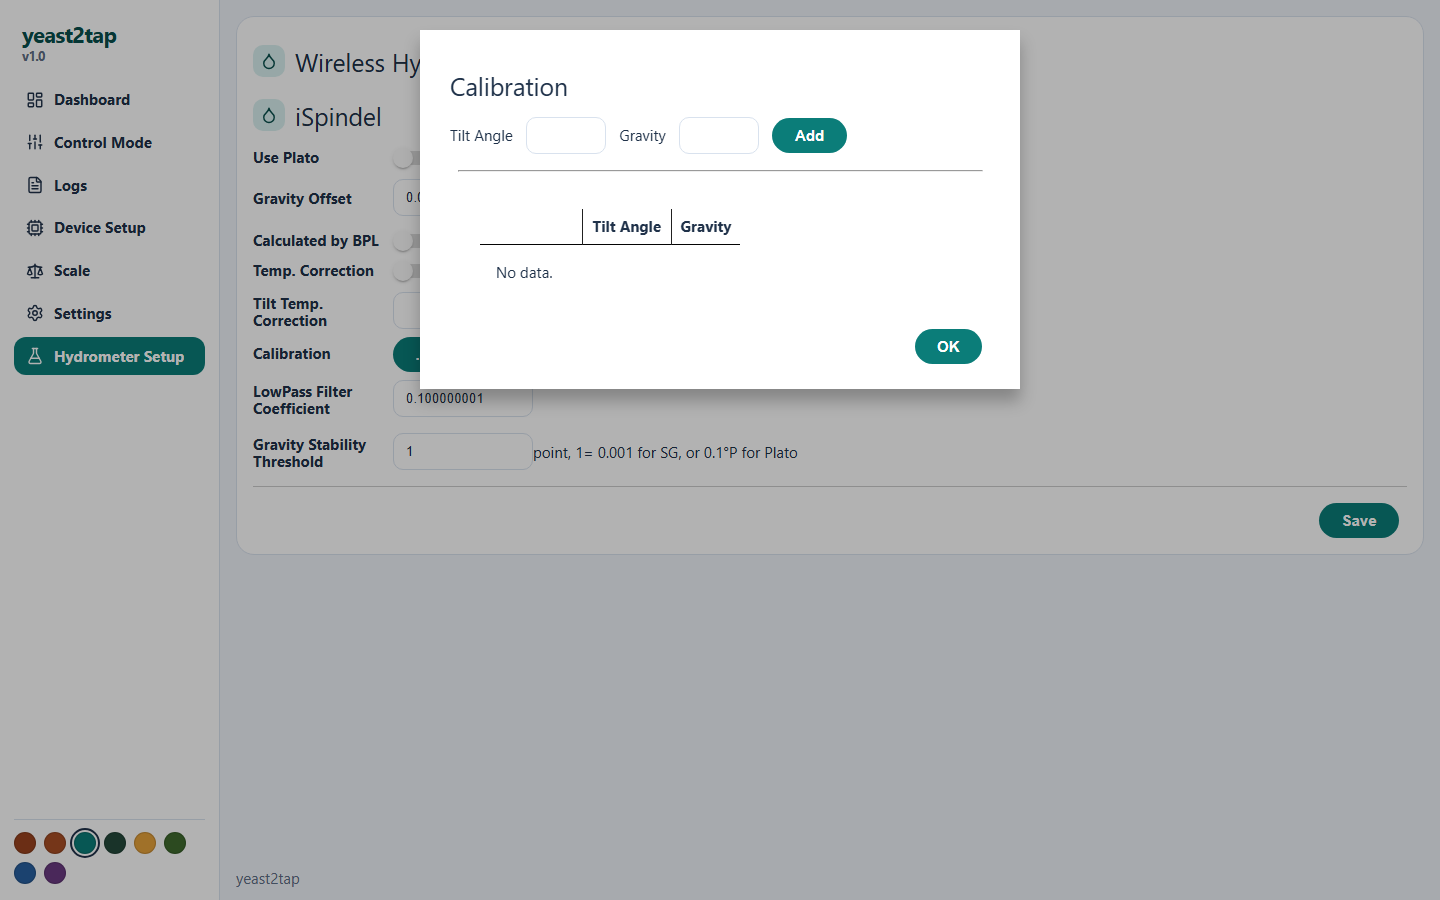 yeast2tap
v1.0
Dashboard
Control Mode
Logs
Device Setup
Scale
Settings
Hydrometer Setup
Wireless Hy
iSpindel
Use Plato
Gravity Offset
0.0
Calculated by BPL
Temp. Correction
Tilt Temp.
Correction
Calibration
LowPass Filter
Coefficient
0.100000001
Gravity Stability
Threshold
1
point, 1= 0.001 for SG, or 0.1°P for Plato
Save
Calibration
Tilt Angle
Gravity
Add
Tilt Angle
Gravity
No data.
OK
yeast2tap